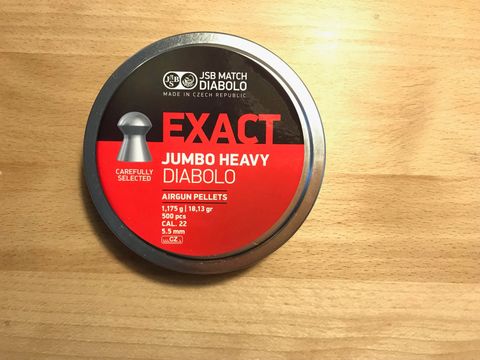 JSB MATCH
DIABOLO
MADE IN CZECH REPUBLIC
EXACT
JUMBO HEAVY
DIABOLO
CAREFULLY
SELECTED
AIRGUN PELLETS
1,175 g | 18,13 gr
500 pcs
CAL. 22
5.5 mm
CZ